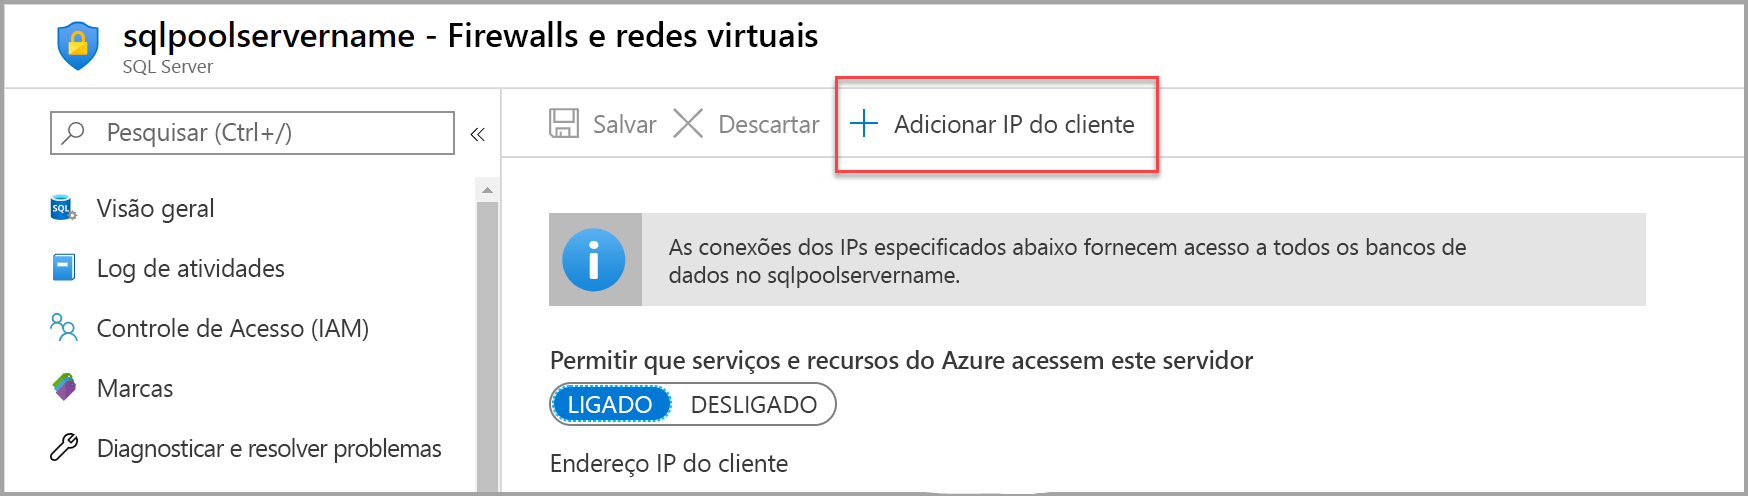 sqlpoolservername - Firewalls e redes virtuais
SQL Server
Pesquisar (Ctrl+/)
«
Salvar
Descartar
Adicionar IP do cliente
SQL
Visão geral
Log de atividades
Controle de Acesso (IAM)
Marcas
Diagnosticar e resolver problemas
As conexões dos IPs especificados abaixo fornecem acesso a todos os bancos de
dados no sqlpoolservername.
Permitir que serviços e recursos do Azure acessem este servidor
LIGADO DESLIGADO
Endereço IP do cliente